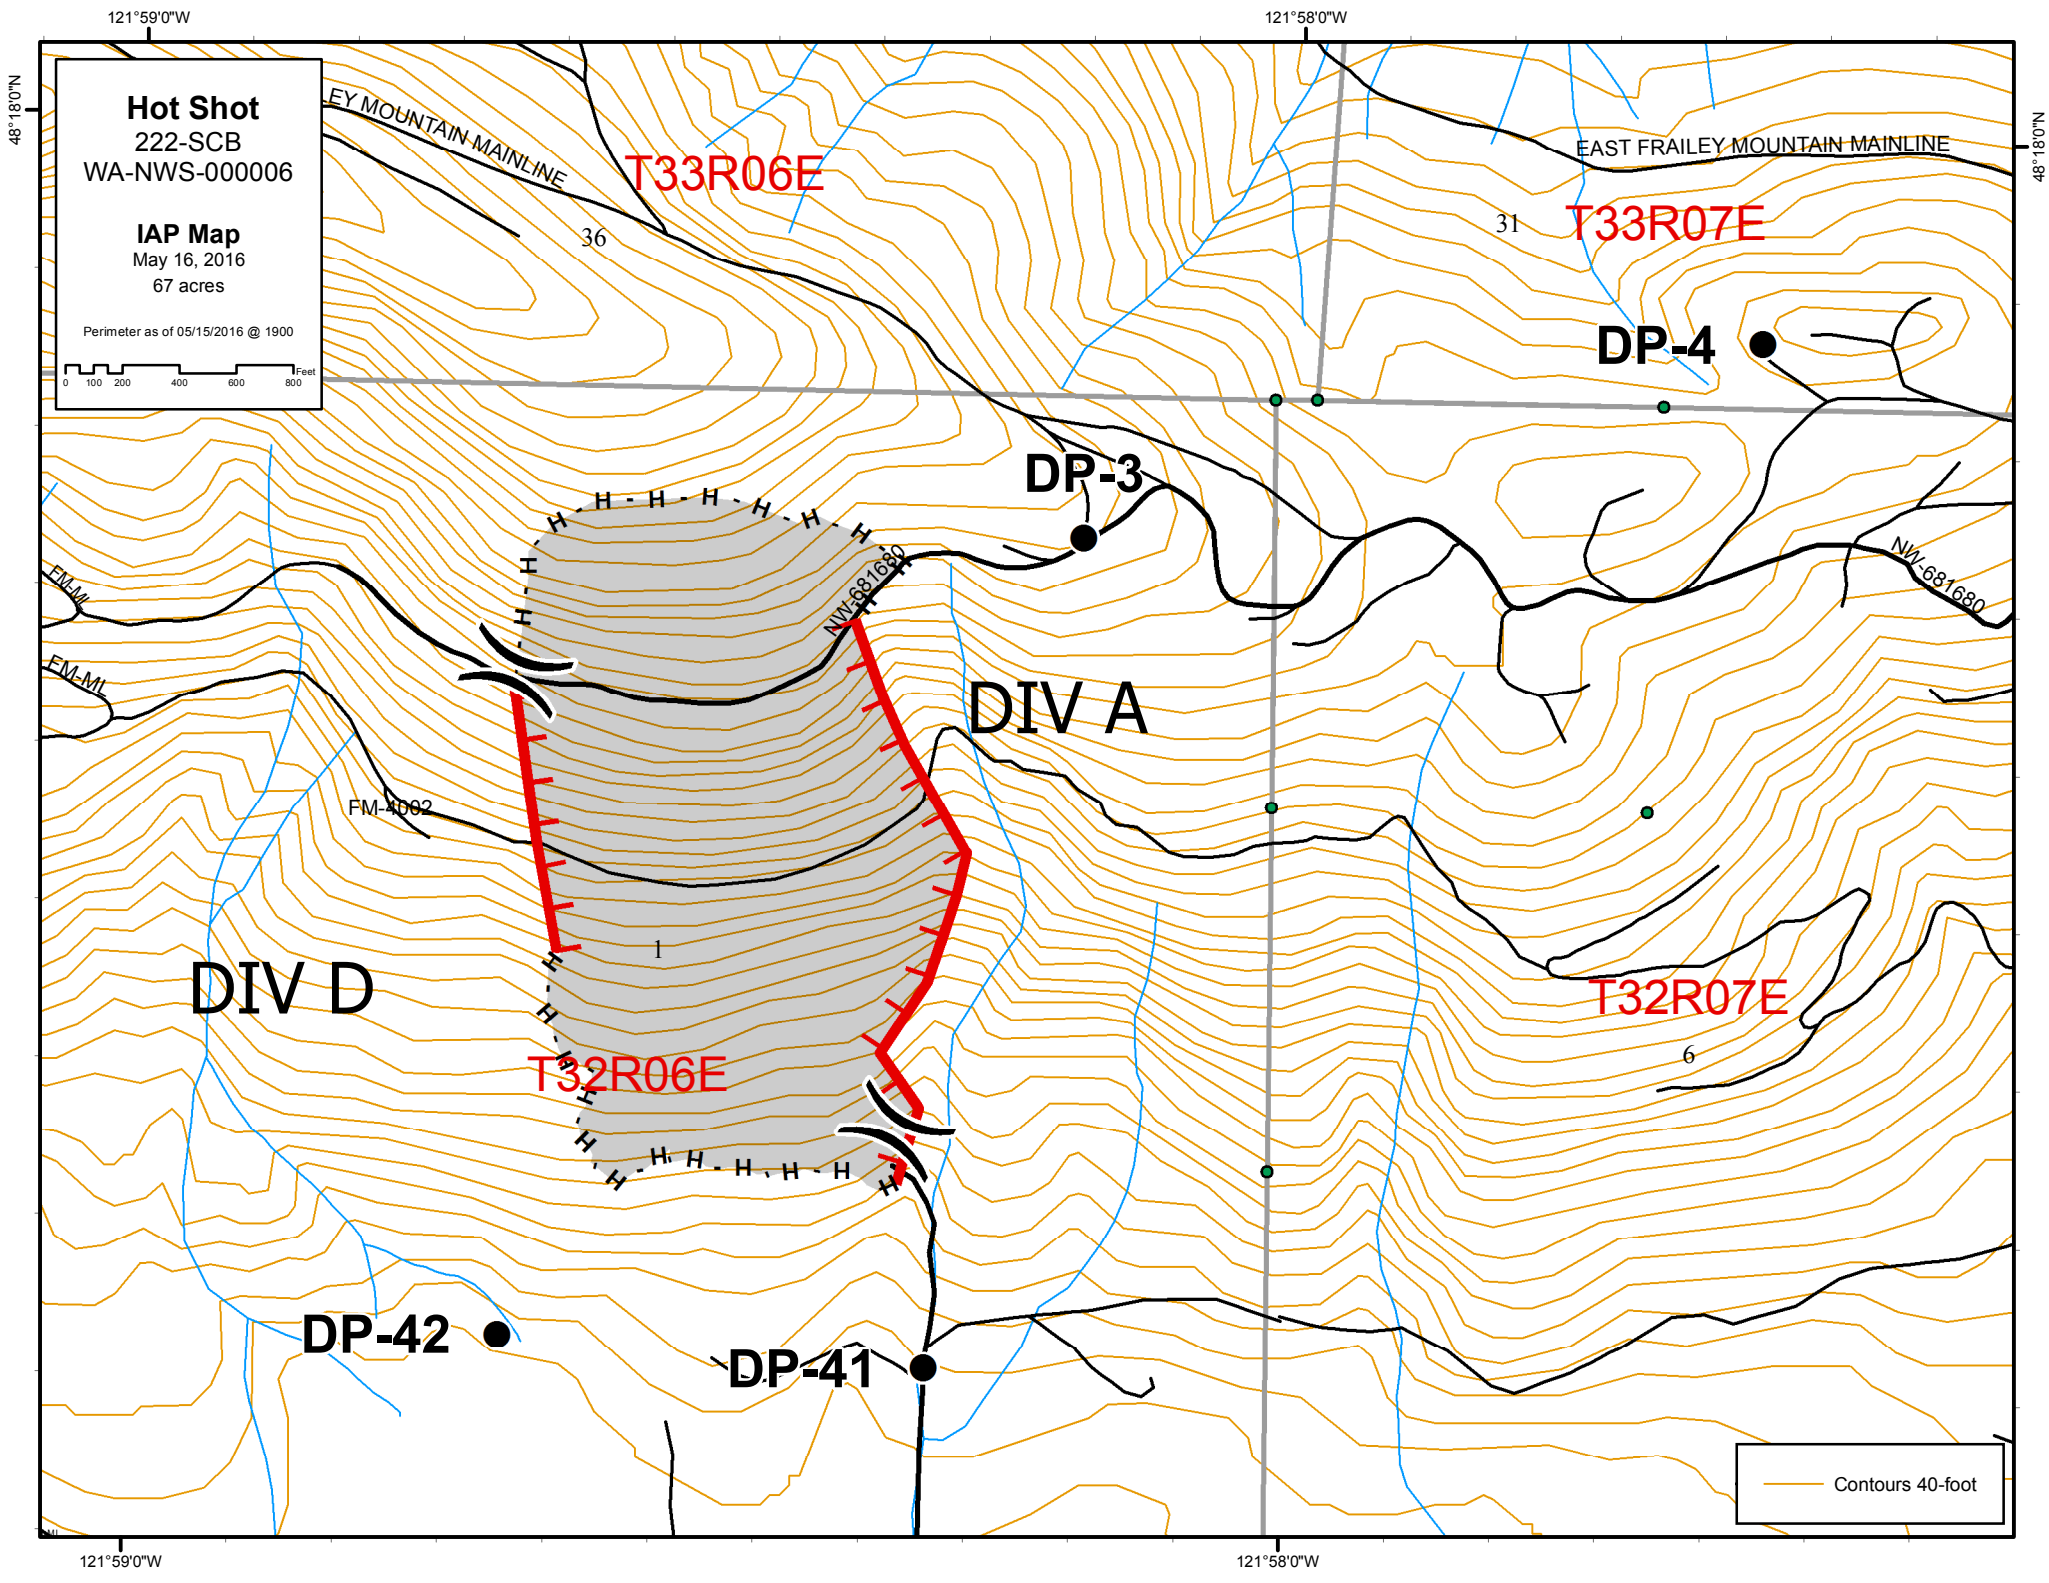 121°59'0"W
121°58'0"W
48°18'0"N
48°18'0"N
Hot Shot
222-SCB
WA-NWS-000006
IAP Map
May 16, 2016
67 acres
Perimeter as of 05/15/2016 @ 1900
0 100 200 400 600 800 Feet
EY MOUNTAIN MAINLINE
EAST FRAILEY MOUNTAIN MAINLINE
T33R06E
T33R07E
36
31
DP-4
DP-3
H - H - H - H - H - H - H
H
H
NW-681680
NW-681680
FM-ML
FM-ML
DIV A
FM-4002
1
DIV D
T32R07E
T32R06E
6
H
H
H
H
H
H
H H - H - H - H
H
DP-42
DP-41
Contours 40-foot
ML
121°59'0"W
121°58'0"W